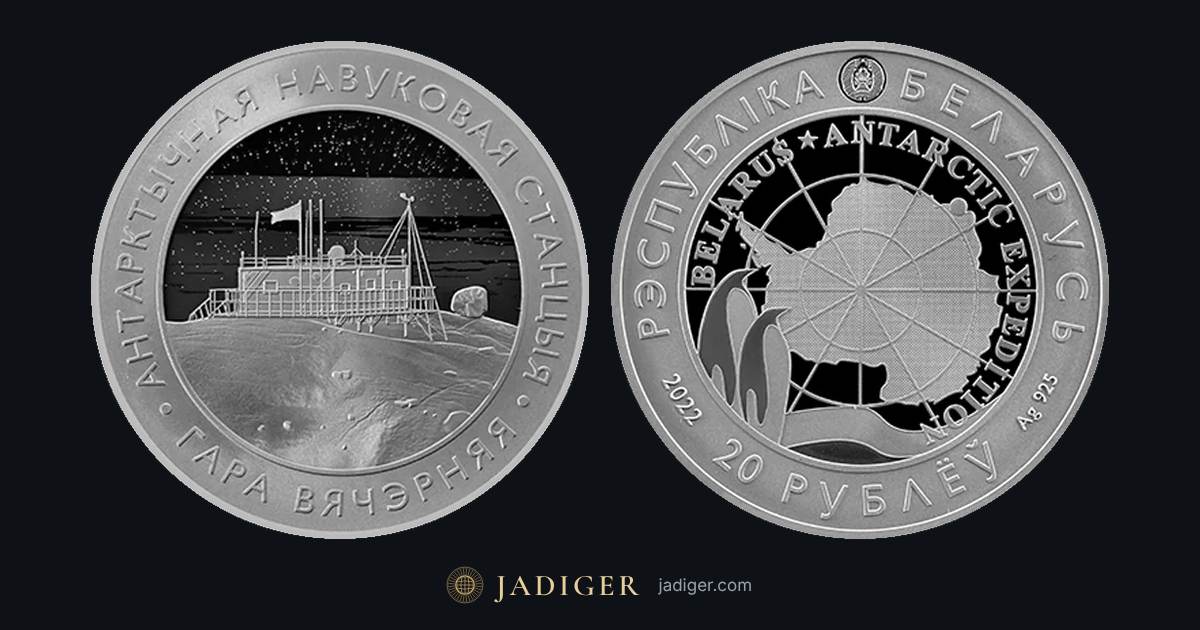 АНТАРКТЫЧНАЯ НАВУКОВАЯ СТАНЦЫЯ
• ГАРА ВЯЧЭРНЯЯ •
РЭСПУБЛІКА БЕЛАРУСЬ
BELARUS ★ ANTARCTIC EXPEDITION
2022
20 РУБЛЁЎ
Ag 925
JADIGER jadiger.com